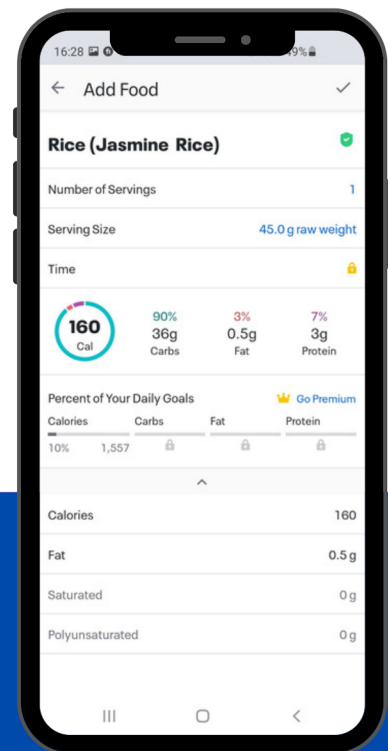 16:28
9%
Add Food
Rice (Jasmine Rice)
Number of Servings 1
Serving Size 45.0 g raw weight
Time
160 Cal
90% 3% 7%
36g 0.5g 3g
Carbs Fat Protein
Percent of Your Daily Goals Go Premium
Calories Carbs Fat Protein
10% 1,557
Calories 160
Fat 0.5 g
Saturated 0 g
Polyunsaturated 0 g